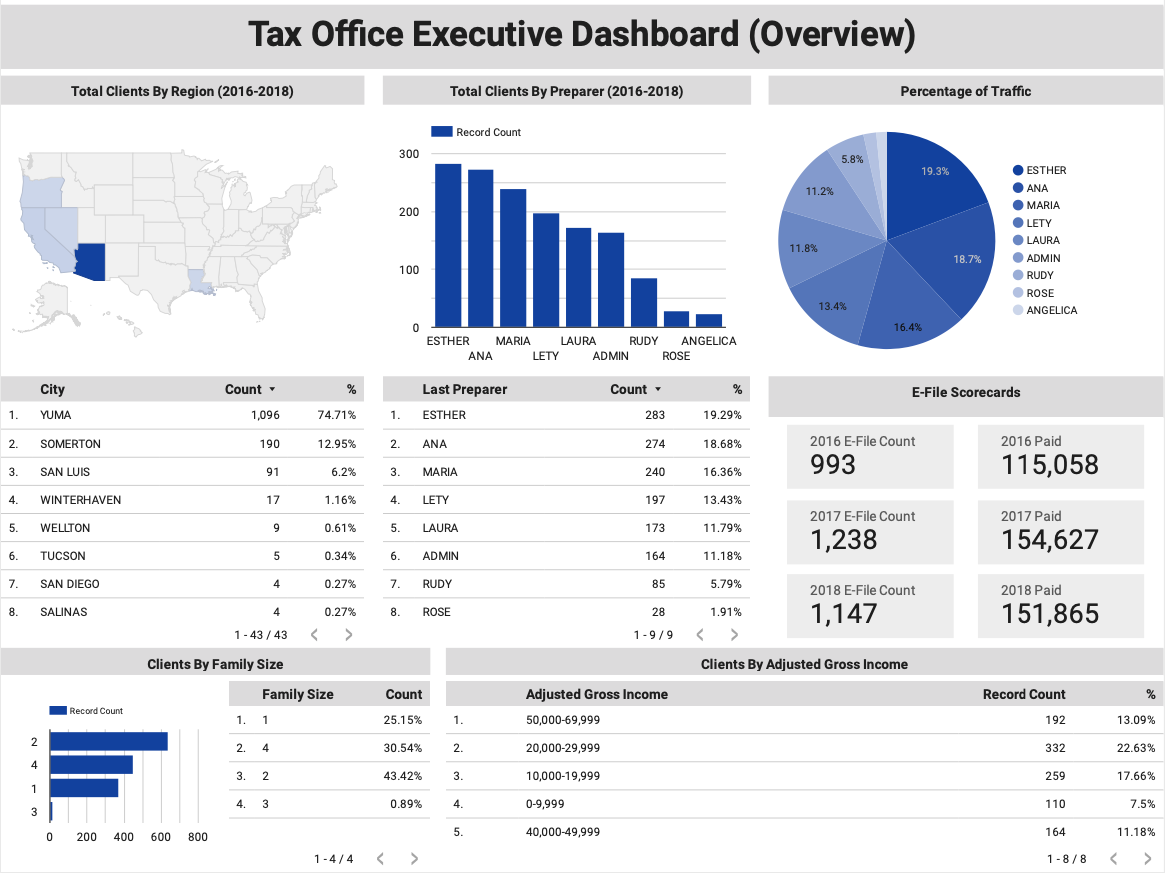 Tax Office Executive Dashboard (Overview)
Total Clients By Region (2016-2018)
Total Clients By Preparer (2016-2018)
Record Count
300
200
100
0
ESTHER
ANA
MARIA
LETY
LAURA
ADMIN
RUDY
ROSE
ANGELICA
Percentage of Traffic
19.3%
18.7%
16.4%
13.4%
11.8%
11.2%
5.8%
ESTHER
ANA
MARIA
LETY
LAURA
ADMIN
RUDY
ROSE
ANGELICA
City Count %
1. YUMA 1,096 74.71%
2. SOMERTON 190 12.95%
3. SAN LUIS 91 6.2%
4. WINTERHAVEN 17 1.16%
5. WELLTON 9 0.61%
6. TUCSON 5 0.34%
7. SAN DIEGO 4 0.27%
8. SALINAS 4 0.27%
1 - 43 / 43
Last Preparer Count %
1. ESTHER 283 19.29%
2. ANA 274 18.68%
3. MARIA 240 16.36%
4. LETY 197 13.43%
5. LAURA 173 11.79%
6. ADMIN 164 11.18%
7. RUDY 85 5.79%
8. ROSE 28 1.91%
1 - 9 / 9
E-File Scorecards
2016 E-File Count
993
2016 Paid
115,058
2017 E-File Count
1,238
2017 Paid
154,627
2018 E-File Count
1,147
2018 Paid
151,865
Clients By Family Size
Record Count
2
4
1
3
0 200 400 600 800
Family Size Count
1. 1 25.15%
2. 4 30.54%
3. 2 43.42%
4. 3 0.89%
1 - 4 / 4
Clients By Adjusted Gross Income
Adjusted Gross Income Record Count %
1. 50,000-69,999 192 13.09%
2. 20,000-29,999 332 22.63%
3. 10,000-19,999 259 17.66%
4. 0-9,999 110 7.5%
5. 40,000-49,999 164 11.18%
1 - 8 / 8